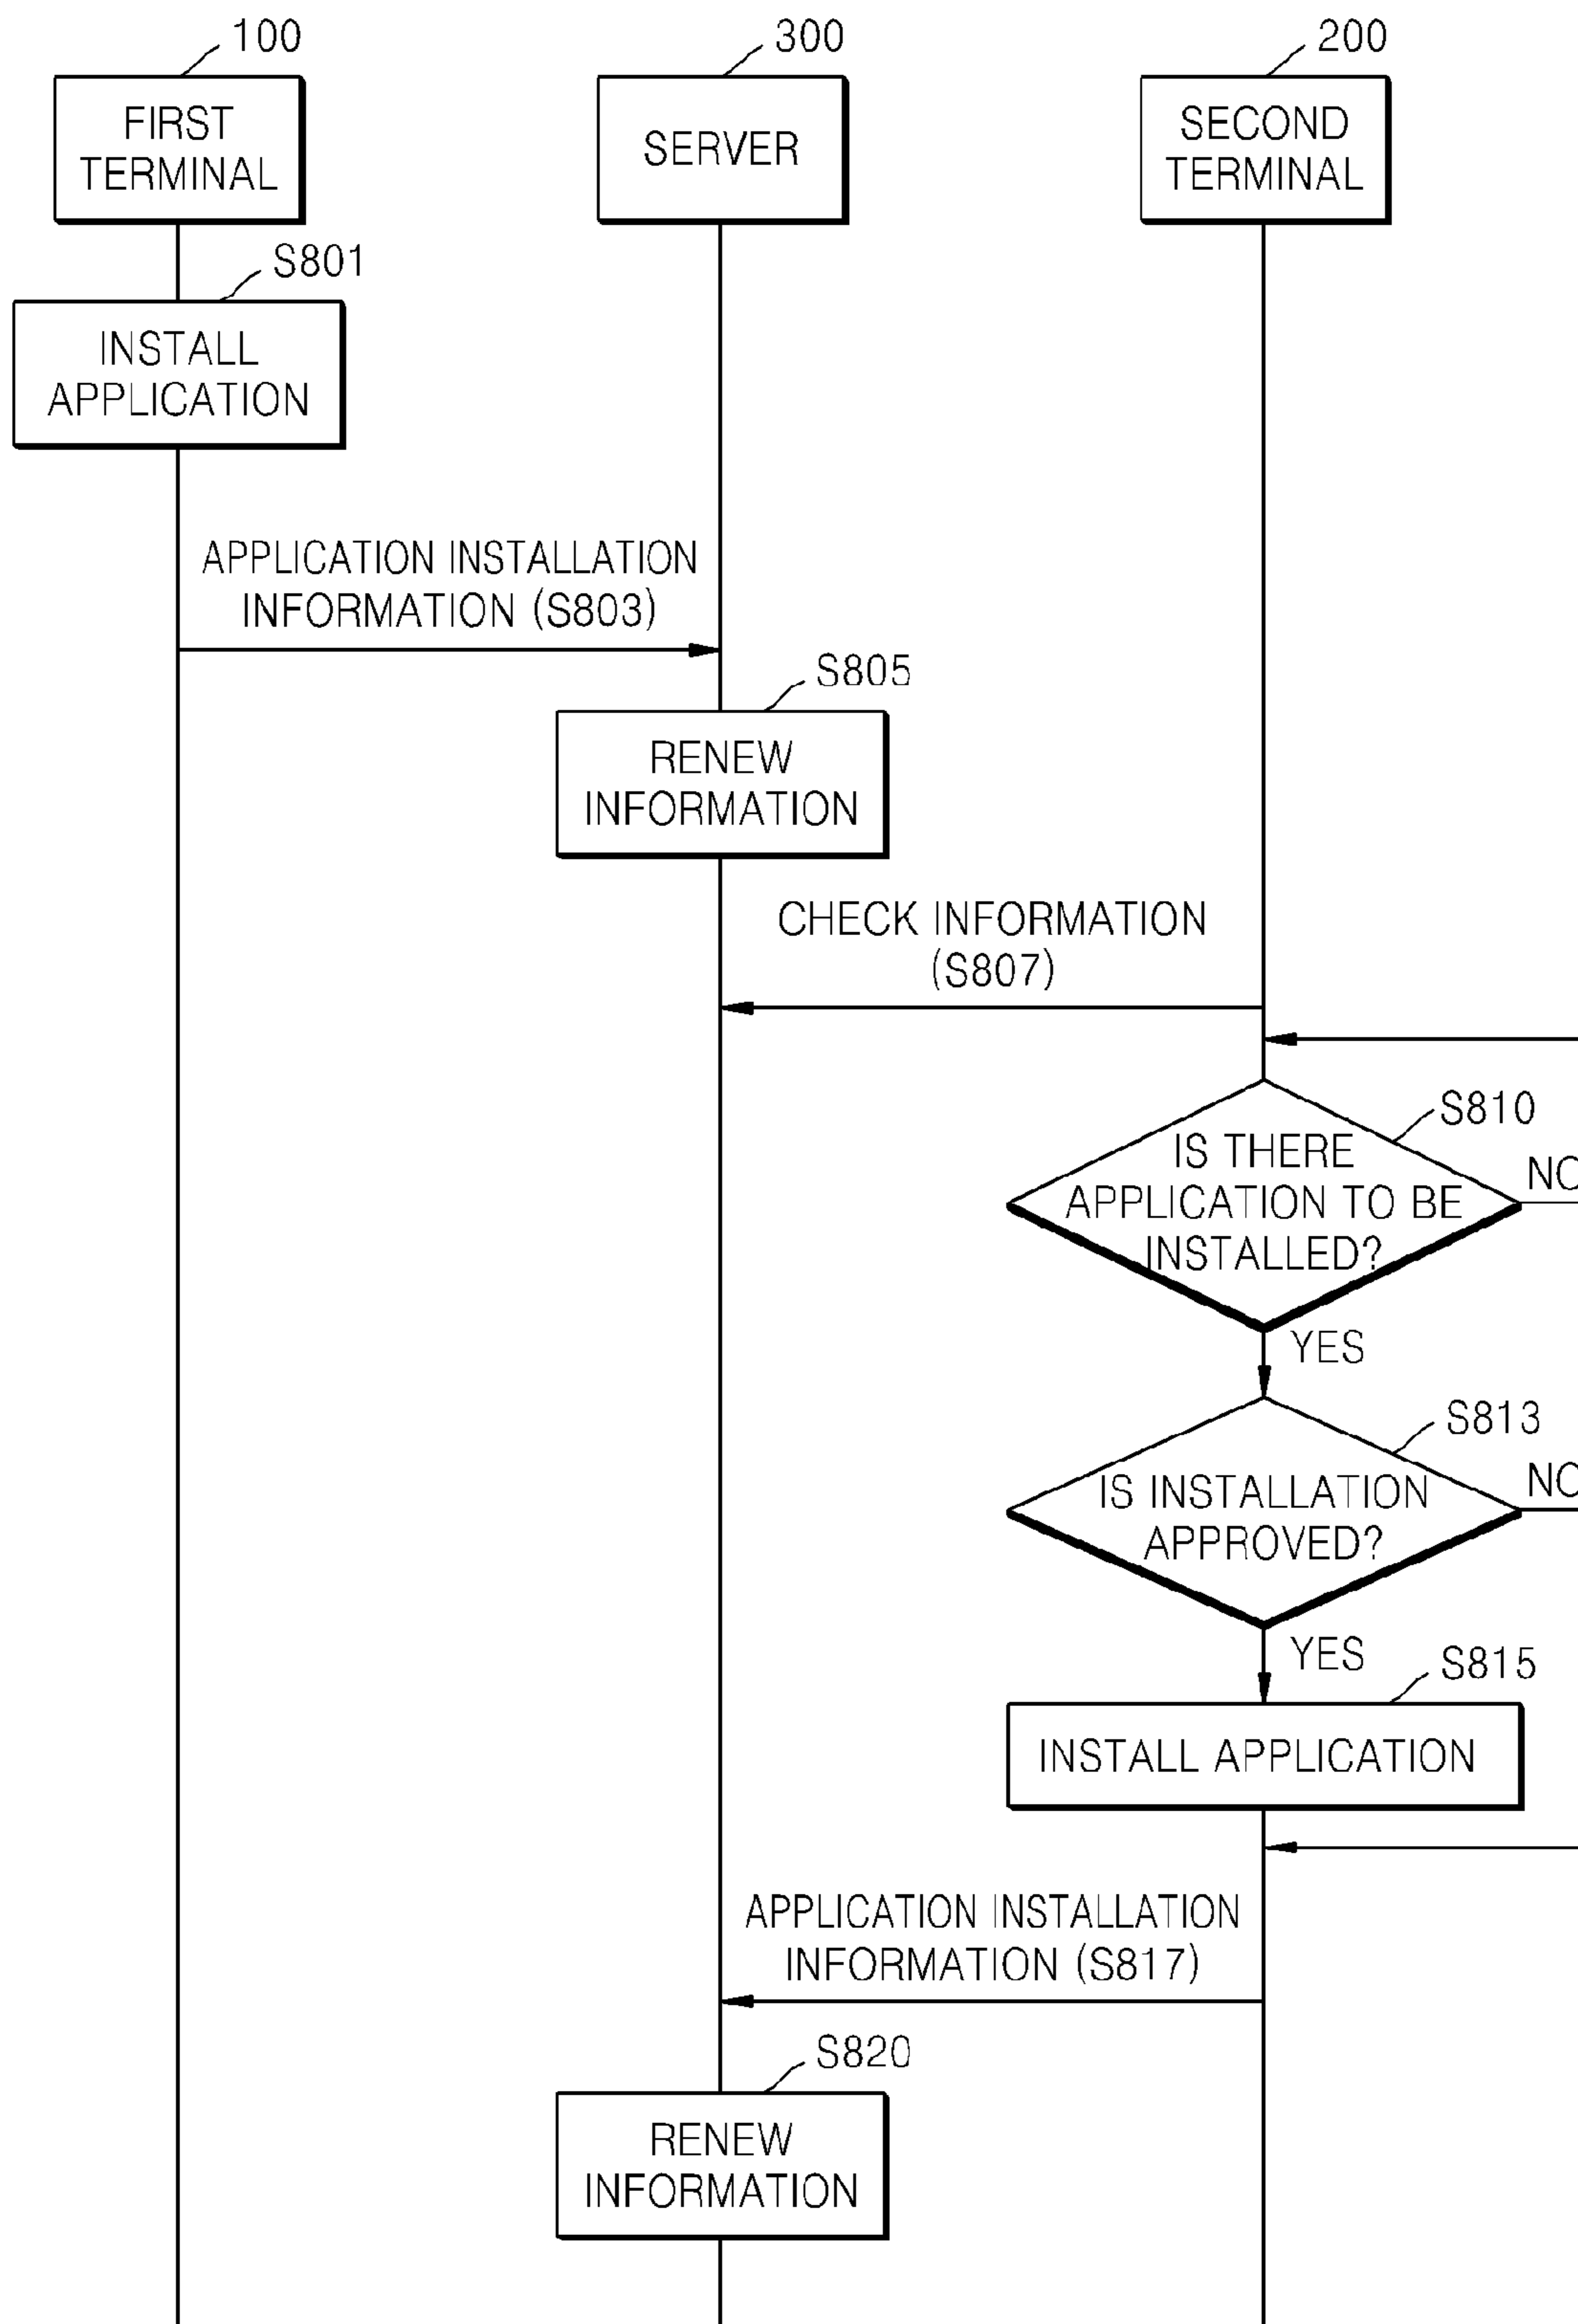 100
300
200
FIRST
TERMINAL
SERVER
SECOND
TERMINAL
S801
INSTALL
APPLICATION
APPLICATION INSTALLATION
INFORMATION (S803)
S805
RENEW
INFORMATION
CHECK INFORMATION
(S807)
S810
IS THERE
APPLICATION TO BE
INSTALLED?
NO
YES
S813
IS INSTALLATION
APPROVED?
NO
YES
S815
INSTALL APPLICATION
APPLICATION INSTALLATION
INFORMATION (S817)
S820
RENEW
INFORMATION